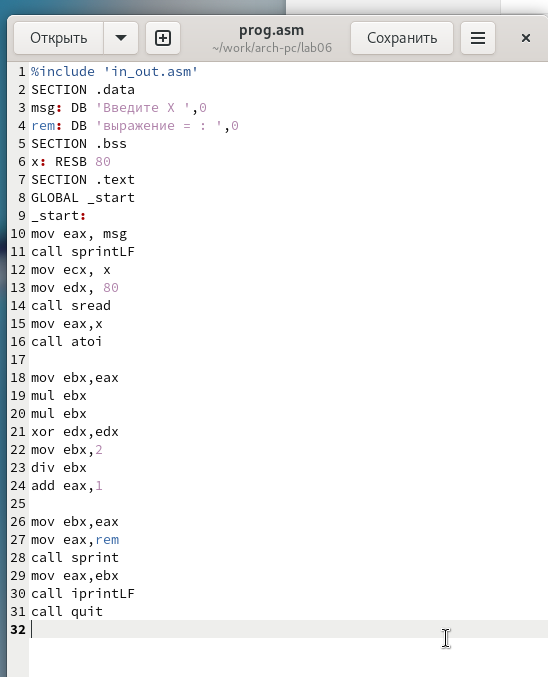 Открыть
prog.asm
~/work/arch-pc/lab06
Сохранить
1 %include 'in_out.asm'
2 SECTION .data
3 msg: DB 'Введите X ',0
4 rem: DB 'выражение = : ',0
5 SECTION .bss
6 x: RESB 80
7 SECTION .text
8 GLOBAL _start
9 _start:
10 mov eax, msg
11 call sprintLF
12 mov ecx, x
13 mov edx, 80
14 call sread
15 mov eax,x
16 call atoi
17
18 mov ebx,eax
19 mul ebx
20 mul ebx
21 xor edx,edx
22 mov ebx,2
23 div ebx
24 add eax,1
25
26 mov ebx,eax
27 mov eax,rem
28 call sprint
29 mov eax,ebx
30 call iprintLF
31 call quit
32